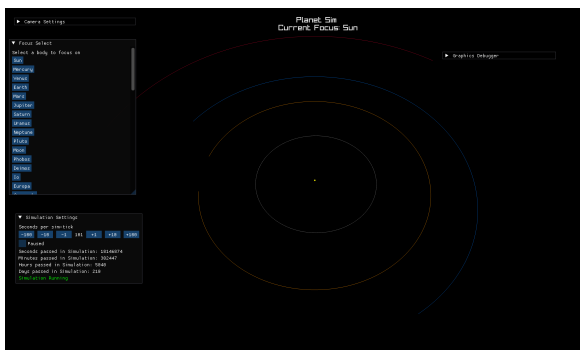 Planet Sim
Current Focus: Sun
▶ Camera Settings
▼ Focus Select
Select a body to focus on
Sun
Mercury
Venus
Earth
Mars
Jupiter
Saturn
Uranus
Neptune
Pluto
Moon
Phobos
Deimos
Io
Europa
▶ Graphics Debugger
▼ Simulation Settings
Seconds per simtick
-100 -10 -1 101 +1 +10 +100
Paused
Seconds passed in Simulation: 18146874
Minutes passed in Simulation: 302447
Hours passed in Simulation: 5040
Days passed in Simulation: 210
Simulation Running